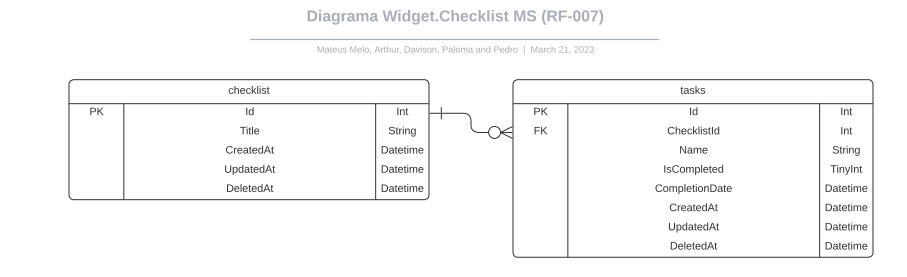 Diagrama Widget.Checklist MS (RF-007)
Mateus Melo, Arthur, Davison, Paloma and Pedro | March 21, 2023
checklist
PK Id Int
Title String
CreatedAt Datetime
UpdatedAt Datetime
DeletedAt Datetime
tasks
PK Id Int
FK ChecklistId Int
Name String
IsCompleted TinyInt
CompletionDate Datetime
CreatedAt Datetime
UpdatedAt Datetime
DeletedAt Datetime